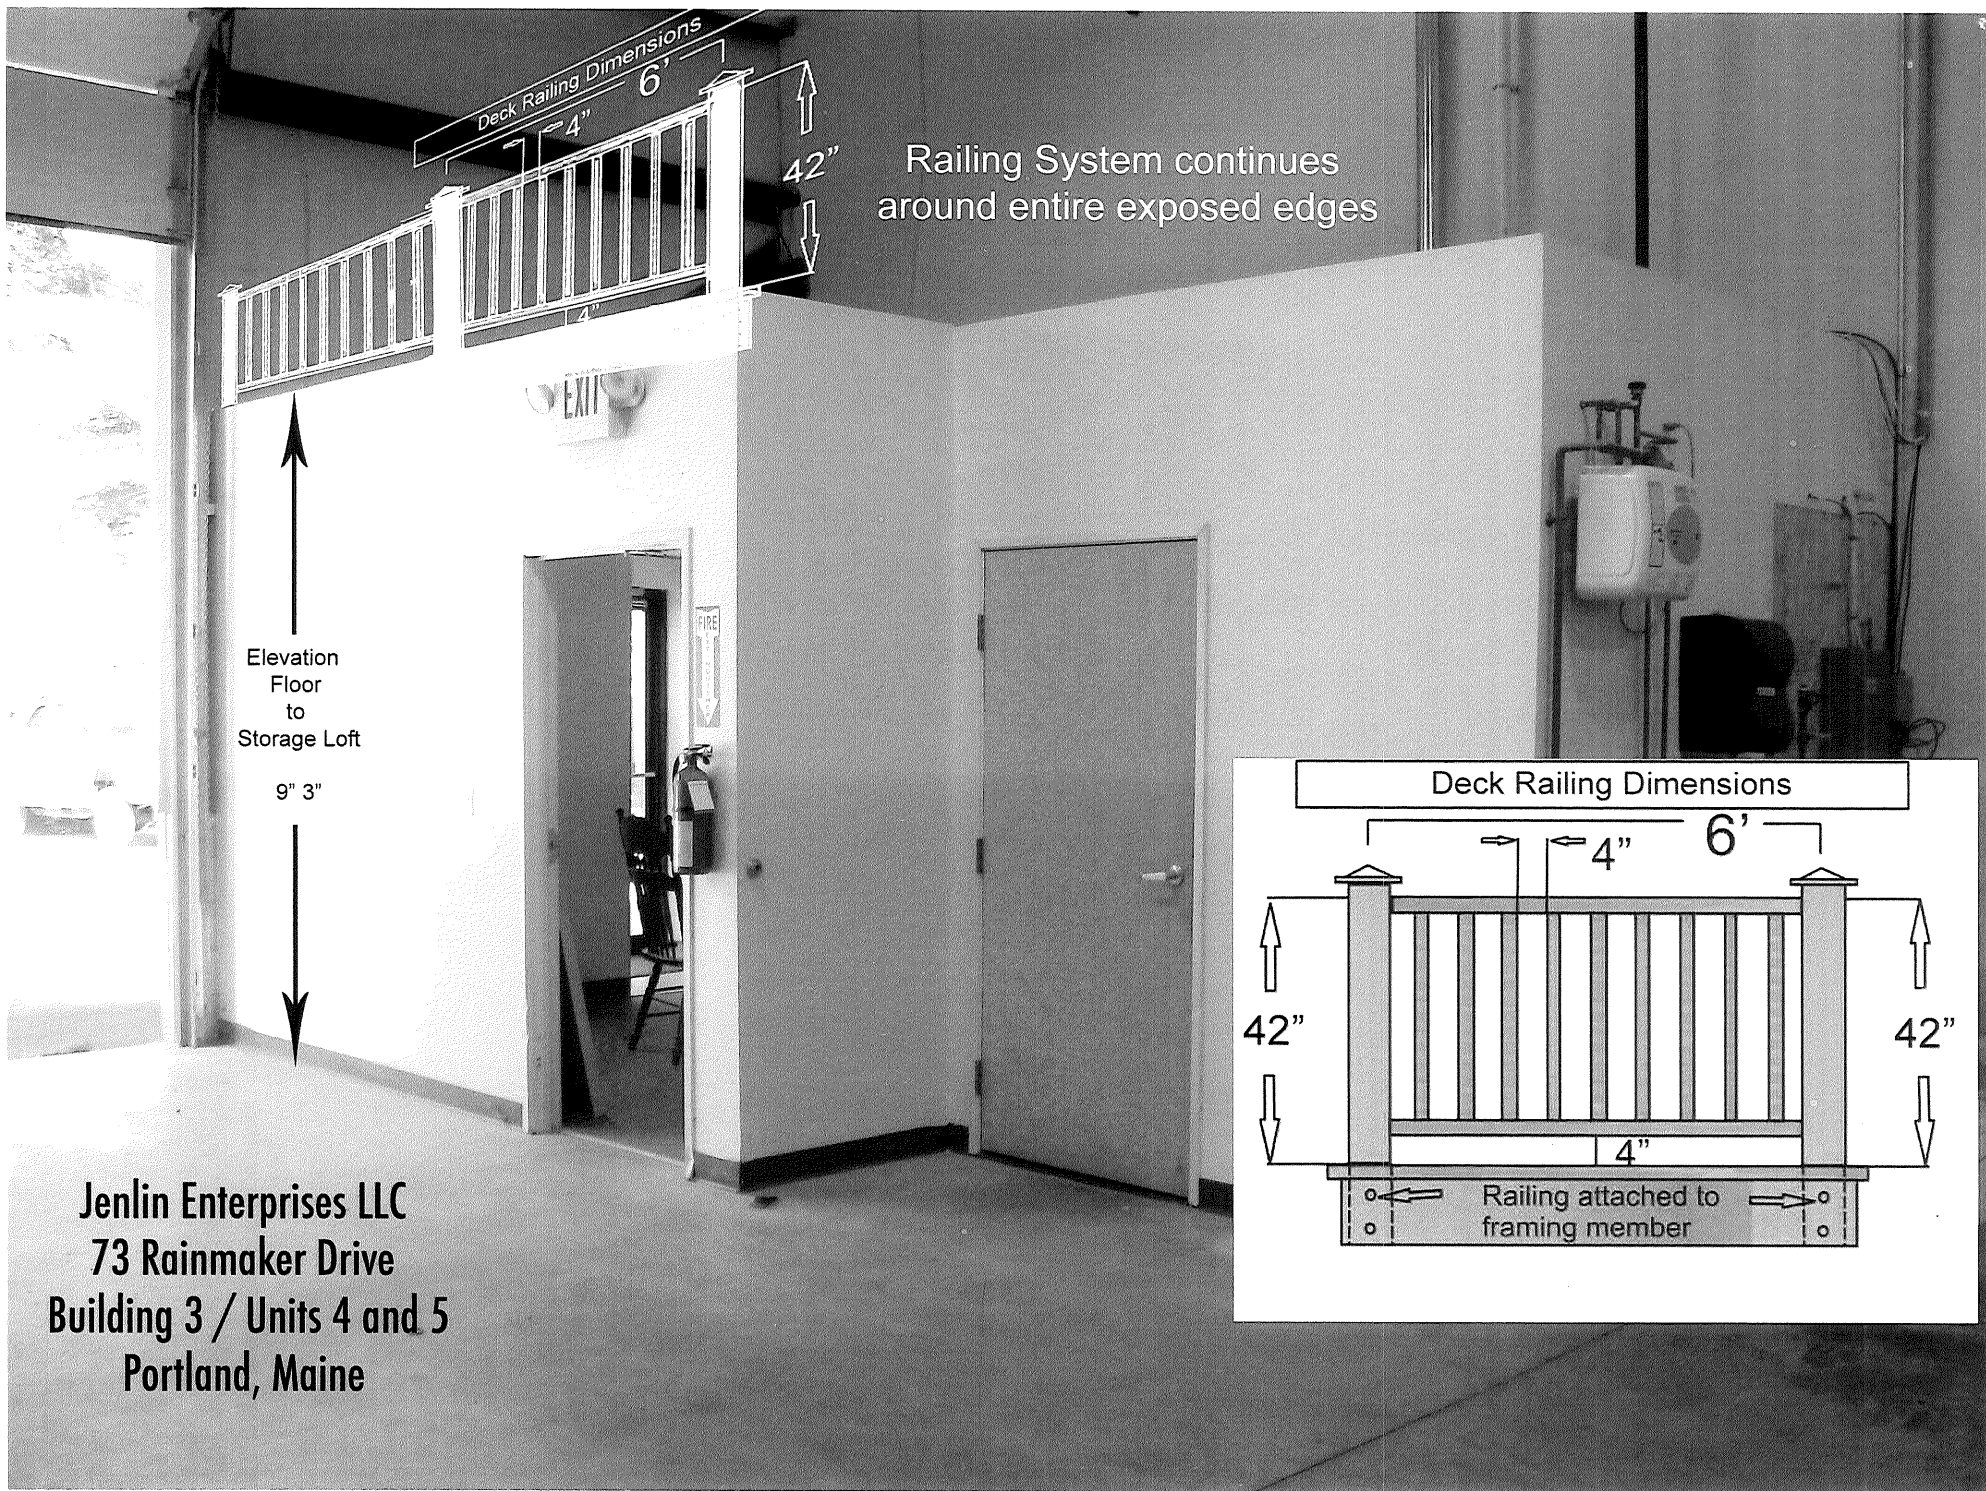 Deck Railing Dimensions
6’
4”
42”
4”
Railing System continues
around entire exposed edges
EXIT
FIRE
Elevation
Floor
to
Storage Loft
9” 3”
Deck Railing Dimensions
6’
4”
42”
42”
4”
Railing attached to
framing member
Jenlin Enterprises LLC
73 Rainmaker Drive
Building 3 / Units 4 and 5
Portland, Maine